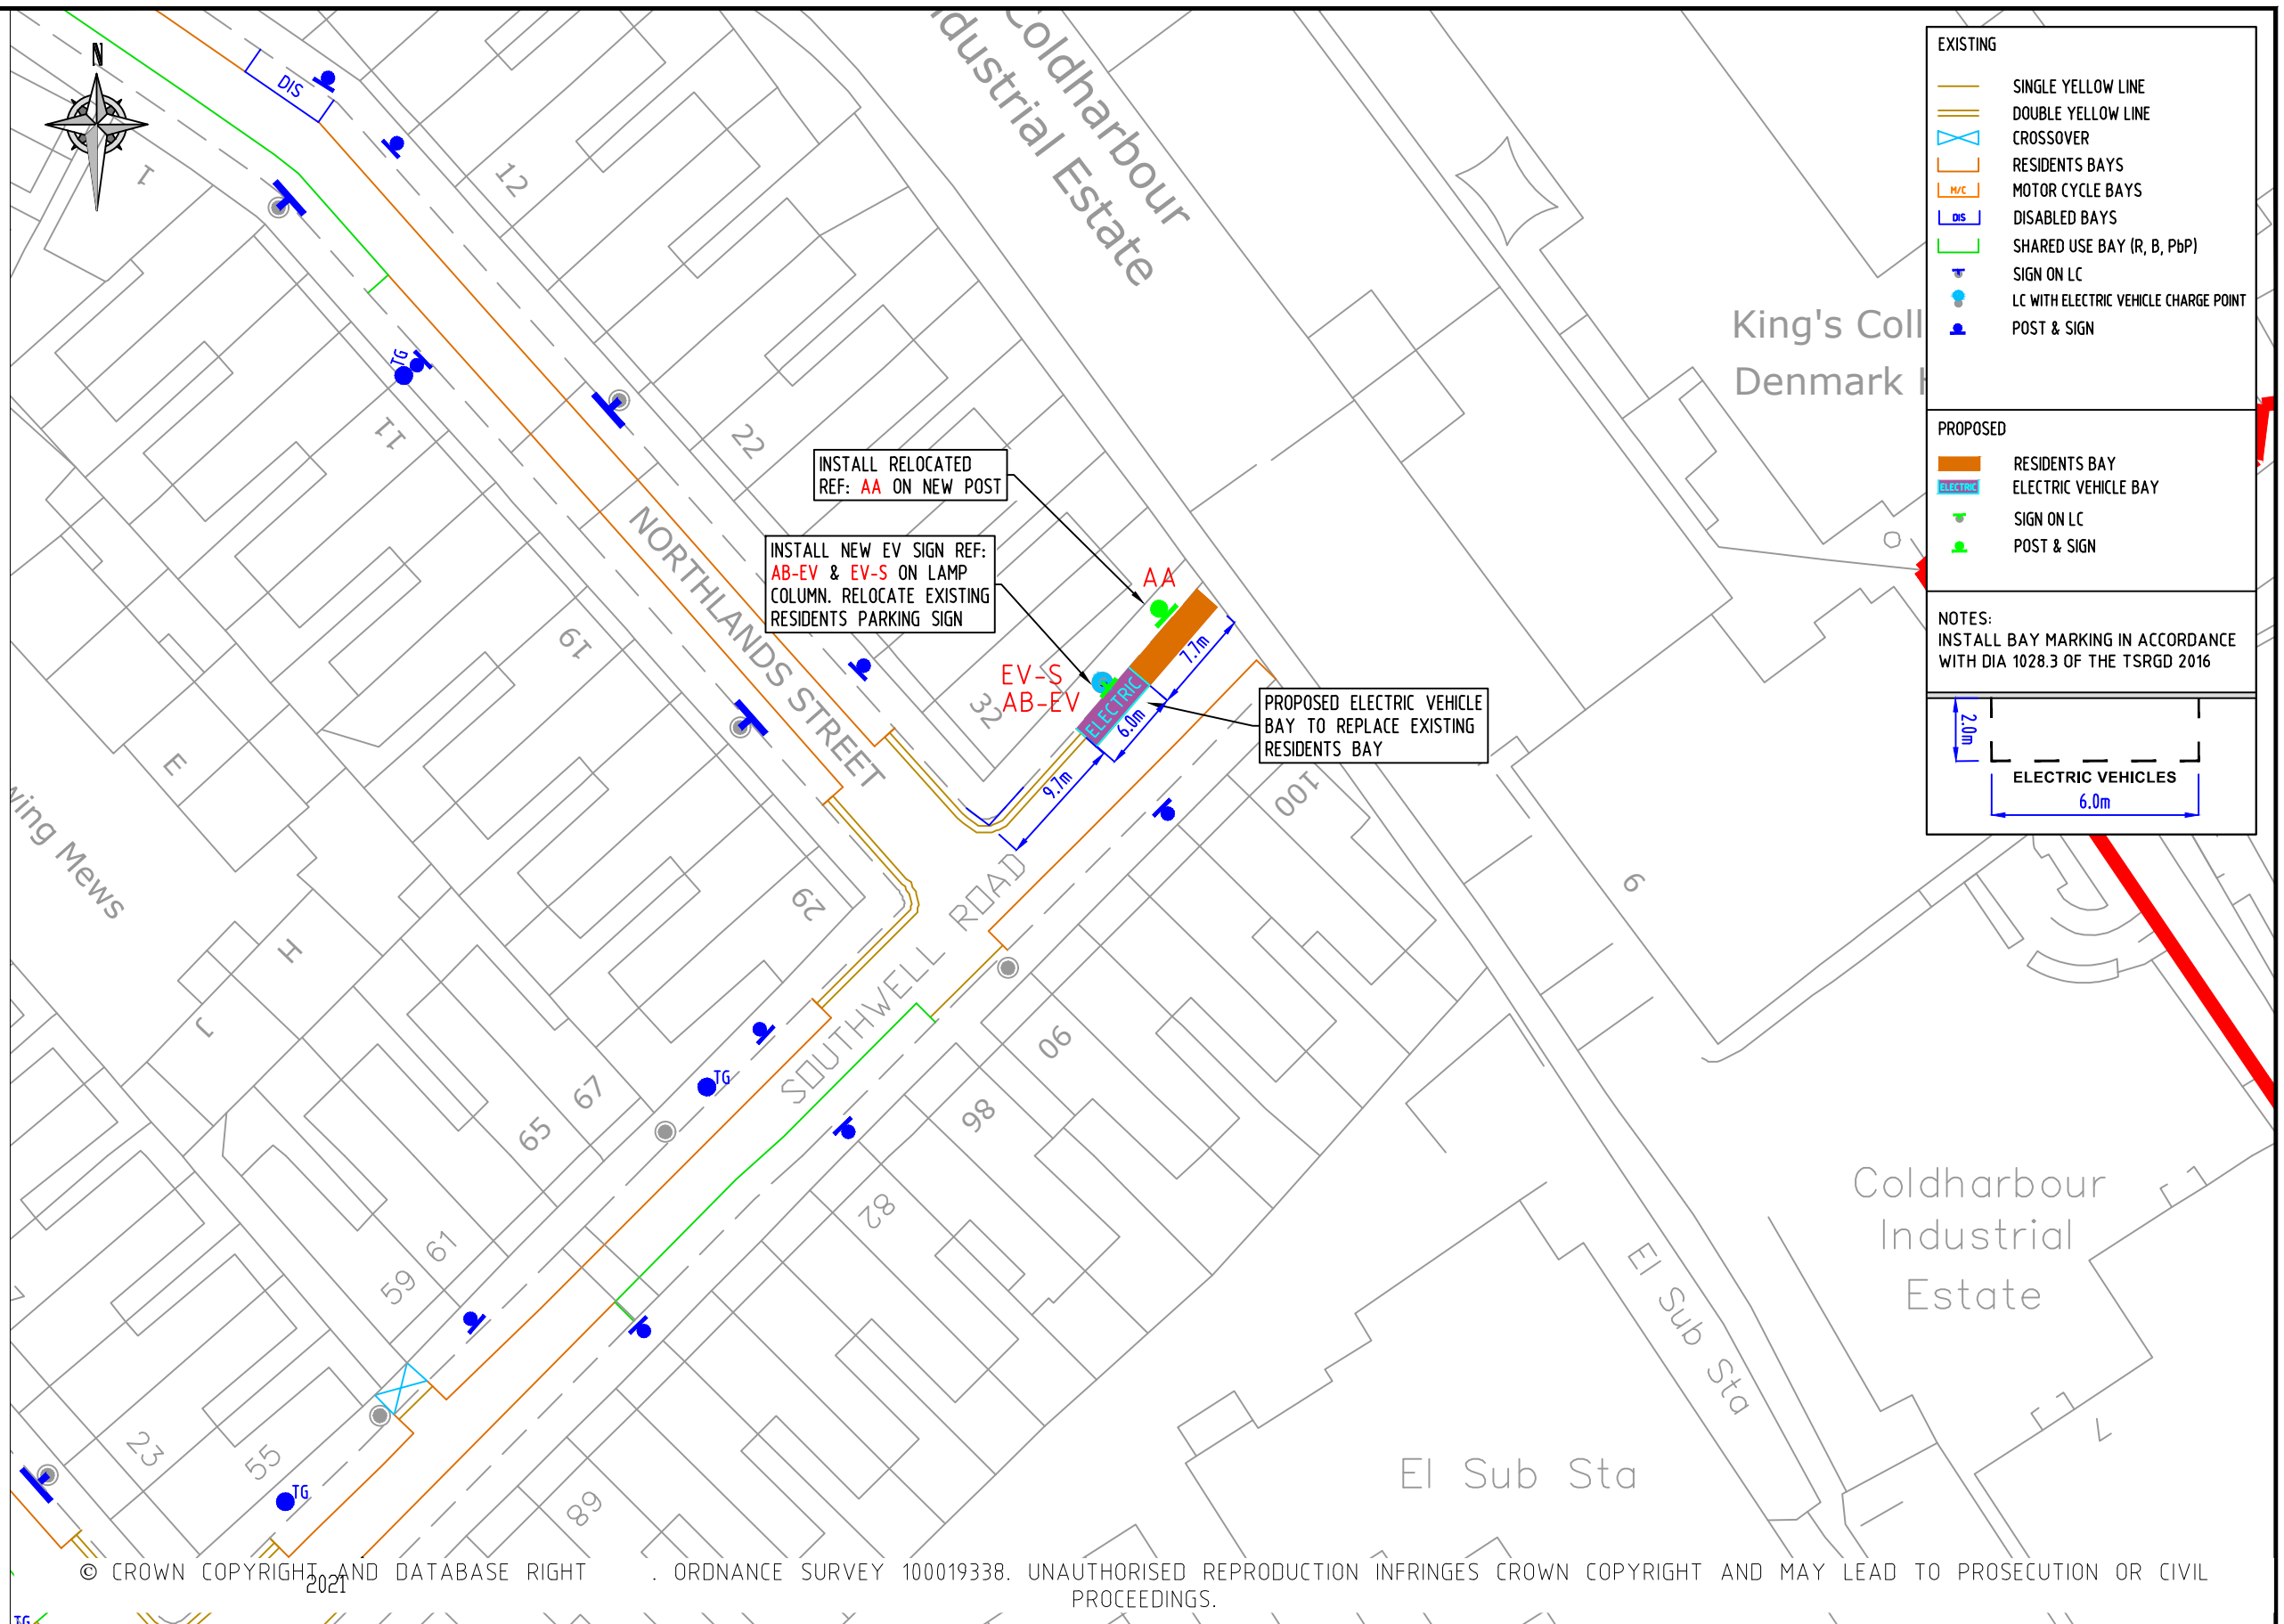 N
DIS
1
12
Coldharbour
Industrial Estate
King's Coll
Denmark H
TG
11
22
INSTALL RELOCATED
REF: AA ON NEW POST
NORTHLANDS STREET
INSTALL NEW EV SIGN REF:
AB-EV & EV-S ON LAMP
COLUMN. RELOCATE EXISTING
RESIDENTS PARKING SIGN
AA
19
EV-S
AB-EV
32
ELECTRIC
7.7m
6.0m
9.7m
PROPOSED ELECTRIC VEHICLE
BAY TO REPLACE EXISTING
RESIDENTS BAY
E
wing Mews
H
J
29
100
9
SOUTHWELL ROAD
TG
67
65
90
86
61
59
82
23
55
TG
68
Coldharbour
Industrial
Estate
El Sub Sta
El Sub Sta
7
EXISTING
SINGLE YELLOW LINE
DOUBLE YELLOW LINE
CROSSOVER
RESIDENTS BAYS
M/C MOTOR CYCLE BAYS
DIS DISABLED BAYS
SHARED USE BAY (R, B, PbP)
SIGN ON LC
LC WITH ELECTRIC VEHICLE CHARGE POINT
POST & SIGN
PROPOSED
RESIDENTS BAY
ELECTRIC ELECTRIC VEHICLE BAY
SIGN ON LC
POST & SIGN
NOTES:
INSTALL BAY MARKING IN ACCORDANCE
WITH DIA 1028.3 OF THE TSRGD 2016
2.0m
ELECTRIC VEHICLES
6.0m
© CROWN COPYRIGHT AND DATABASE RIGHT 2021. ORDNANCE SURVEY 100019338. UNAUTHORISED REPRODUCTION INFRINGES CROWN COPYRIGHT AND MAY LEAD TO PROSECUTION OR CIVIL
PROCEEDINGS.
TG